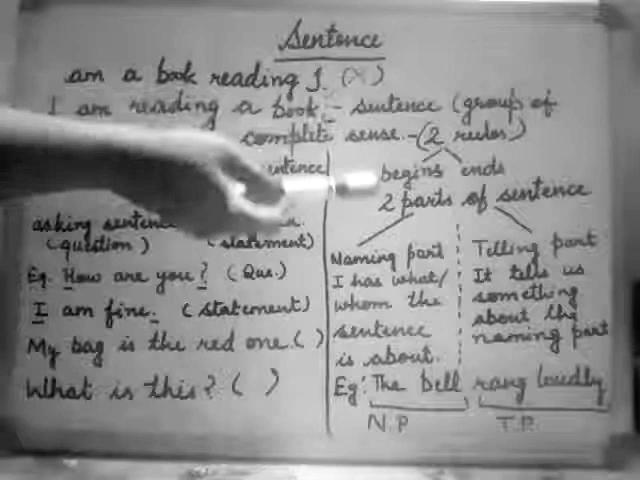 Sentence
am a book reading I. (×)
I am reading a book. - sentence (group of
complete sense. - (2 rules)
sentence
begins ends
2 parts of sentence
asking sentence
(question) (statement)
Eg. How are you? (Que.)
I am fine. (statement)
My bag is the red one. ( )
What is this? ( )
Naming part
I has what/
whom the
sentence
is about.
Telling part
It tells us
something
about the
naming part
Eg: The bell rang loudly
N.P T.P.